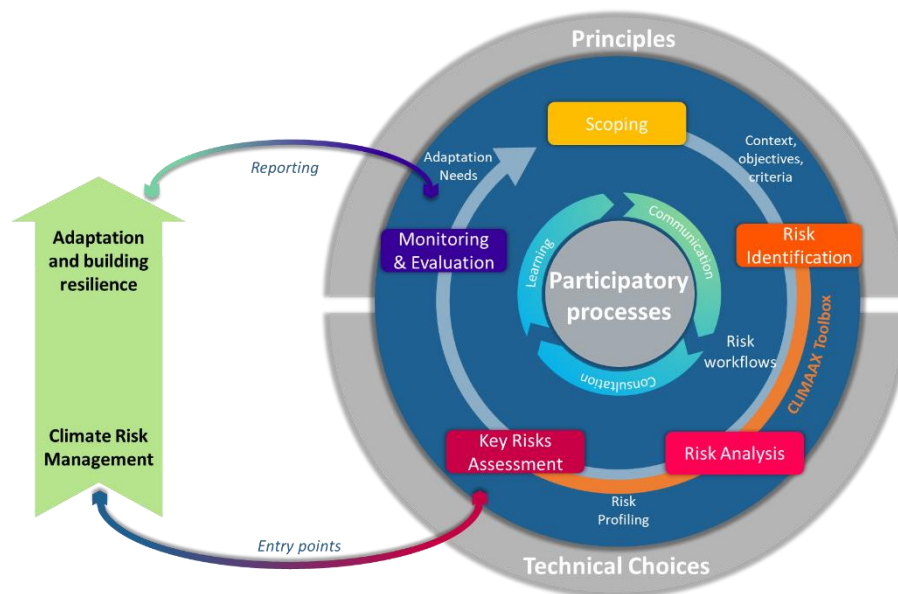 Principles
Scoping
Context,
objectives,
criteria
Adaptation
Needs
Reporting
Monitoring
& Evaluation
Risk
Identification
Learning
Communication
Participatory
processes
Consultation
Risk
workflows
CLIMAAX Toolbox
Adaptation
and building
resilience
Climate Risk
Management
Key Risks
Assessment
Risk Analysis
Risk
Profiling
Entry points
Technical Choices